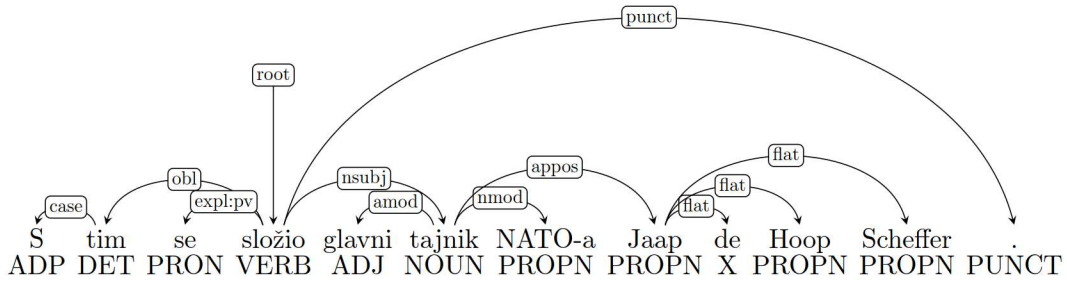 punct
root
obl
expl:pv
case
nsubj
amod
appos
nmod
flat
flat
flat
S tim se složio glavni tajnik NATO-a Jaap de Hoop Scheffer .
ADP DET PRON VERB ADJ NOUN PROPN PROPN X PROPN PROPN PUNCT